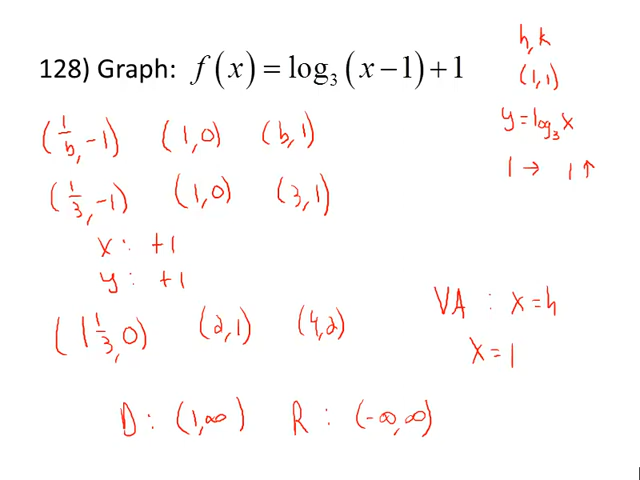 h, k
128) Graph: f(x) = log₃(x − 1) + 1
(1, 1)
(1/b, -1) (1, 0) (b, 1)
y = log₃ x
(1/3, -1) (1, 0) (3, 1)
1 → 1 ↑
x : +1
y : +1
VA : x = h
(1 1/3, 0) (2, 1) (4, 2)
x = 1
D : (1, ∞) R : (-∞, ∞)